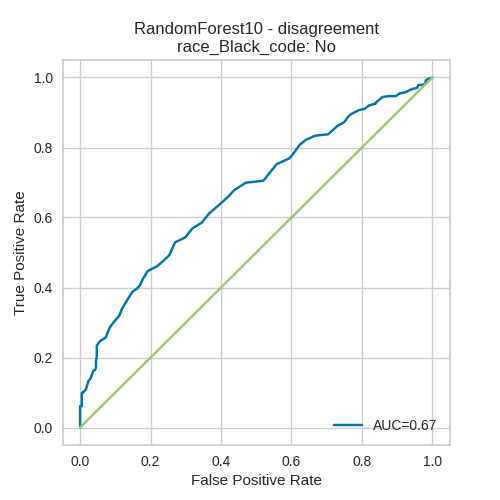 RandomForest10 - disagreement
race_Black_code: No
True Positive Rate
1.0
0.8
0.6
0.4
0.2
0.0
AUC=0.67
0.0 0.2 0.4 0.6 0.8 1.0
False Positive Rate